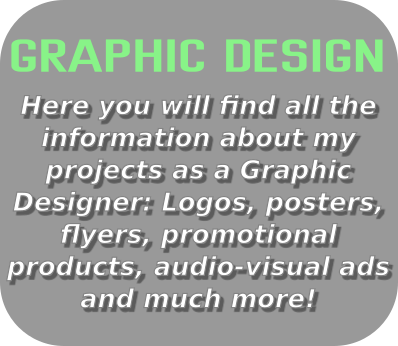 GRAPHIC DESIGN
Here you will find all the
information about my
projects as a Graphic
Designer: Logos, posters,
flyers, promotional
products, audio-visual ads
and much more!